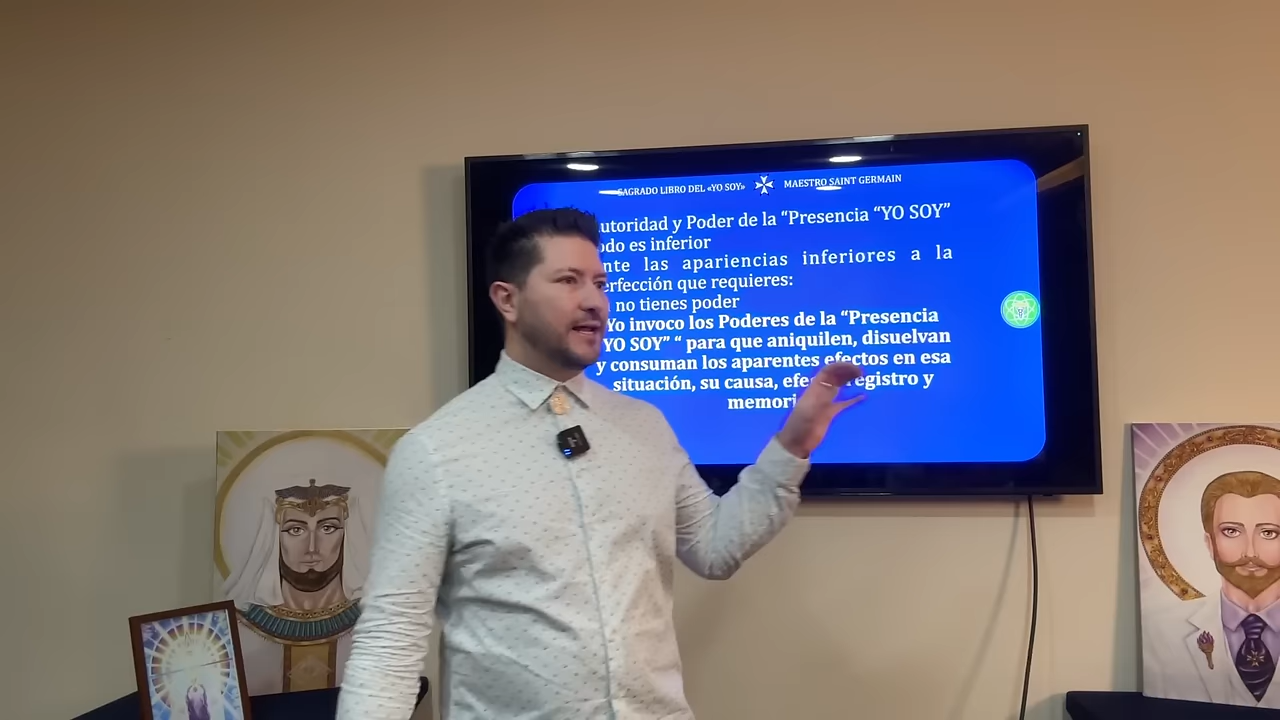 SAGRADO LIBRO DEL «YO SOY» MAESTRO SAINT GERMAIN
utoridad y Poder de la “Presencia “YO SOY”
odo es inferior
nte las apariencias inferiores a la
erfección que requieres:
no tienes poder
Yo invoco los Poderes de la “Presencia
YO SOY” “ para que aniquilen, disuelvan
y consuman los aparentes efectos en esa
situación, su causa, efec registro y
memori